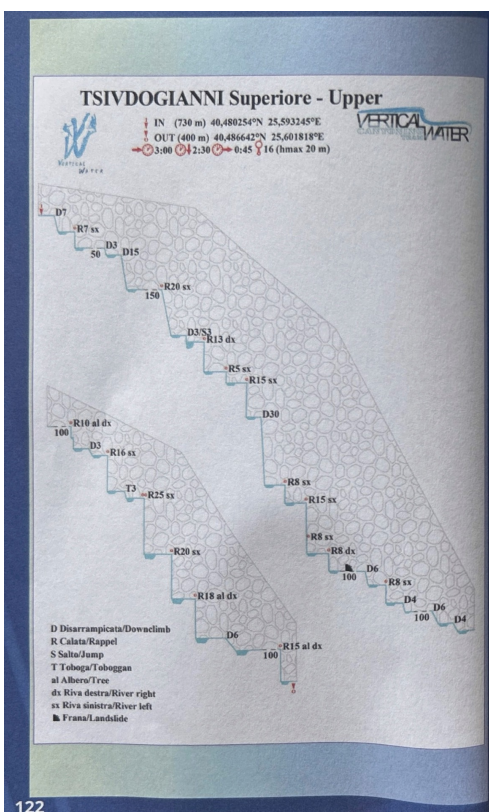 TSIVDOGIANNI Superiore - Upper
VERTICAL WATER
IN (730 m) 40,480254°N 25,593245°E
OUT (400 m) 40,486642°N 25,601818°E
3:00 2:30 0:45 16 (hmax 20 m)
VERTICAL
WATER
D7
R7 sx
50
D3
D15
150
R20 sx
D3/S3
R13 dx
R5 sx
R15 sx
D30
R8 sx
R15 sx
R8 sx
R8 dx
100
D6
R8 sx
D4
100
D6
D4
100
R10 al dx
D3
R16 sx
T3
R25 sx
R20 sx
R18 al dx
D6
100
R15 al dx
D Disarrampicata/Downclimb
R Calata/Rappel
S Salto/Jump
T Toboga/Toboggan
al Albero/Tree
dx Riva destra/River right
sx Riva sinistra/River left
Frana/Landslide
122